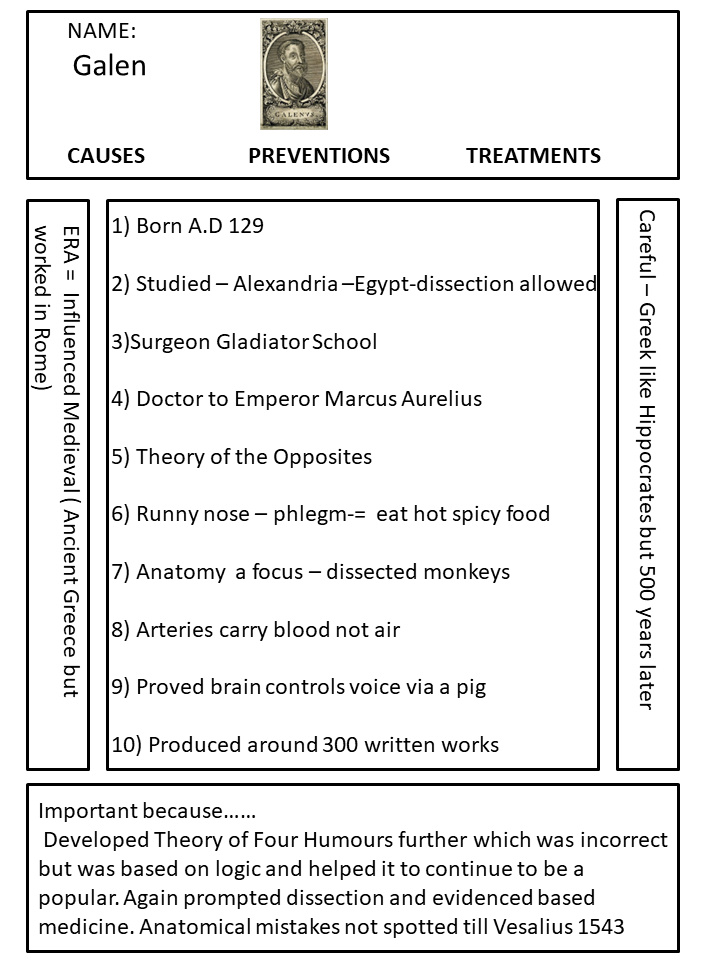 NAME:
Galen
GALENVS
CAUSES PREVENTIONS TREATMENTS
ERA = Influenced Medieval ( Ancient Greece but
worked in Rome)
1) Born A.D 129
2) Studied – Alexandria –Egypt-dissection allowed
3)Surgeon Gladiator School
4) Doctor to Emperor Marcus Aurelius
5) Theory of the Opposites
6) Runny nose – phlegm-= eat hot spicy food
7) Anatomy a focus – dissected monkeys
8) Arteries carry blood not air
9) Proved brain controls voice via a pig
10) Produced around 300 written works
Careful – Greek like Hippocrates but 500 years later
Important because......
Developed Theory of Four Humours further which was incorrect
but was based on logic and helped it to continue to be a
popular. Again prompted dissection and evidenced based
medicine. Anatomical mistakes not spotted till Vesalius 1543